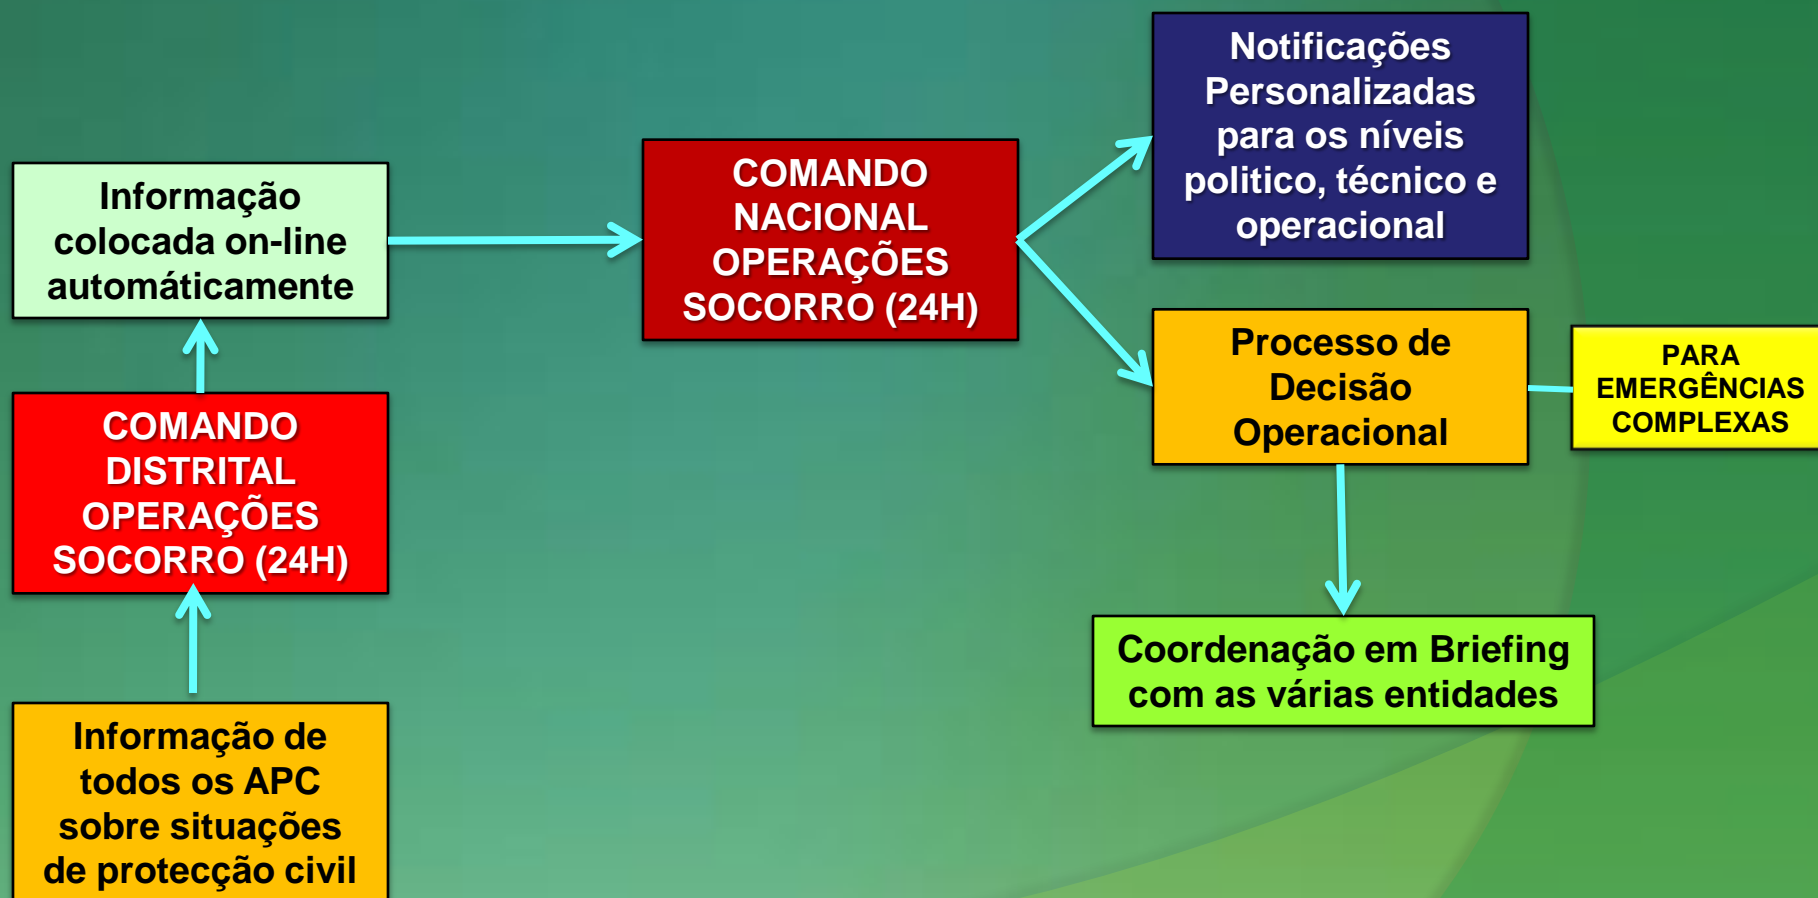 Informação de
todos os APC
sobre situações
de protecção civil
COMANDO
DISTRITAL
OPERAÇÕES
SOCORRO (24H)
Informação
colocada on-line
automáticamente
COMANDO
NACIONAL
OPERAÇÕES
SOCORRO (24H)
Notificações
Personalizadas
para os níveis
politico, técnico e
operacional
Processo de
Decisão
Operacional
PARA
EMERGÊNCIAS
COMPLEXAS
Coordenação em Briefing
com as várias entidades